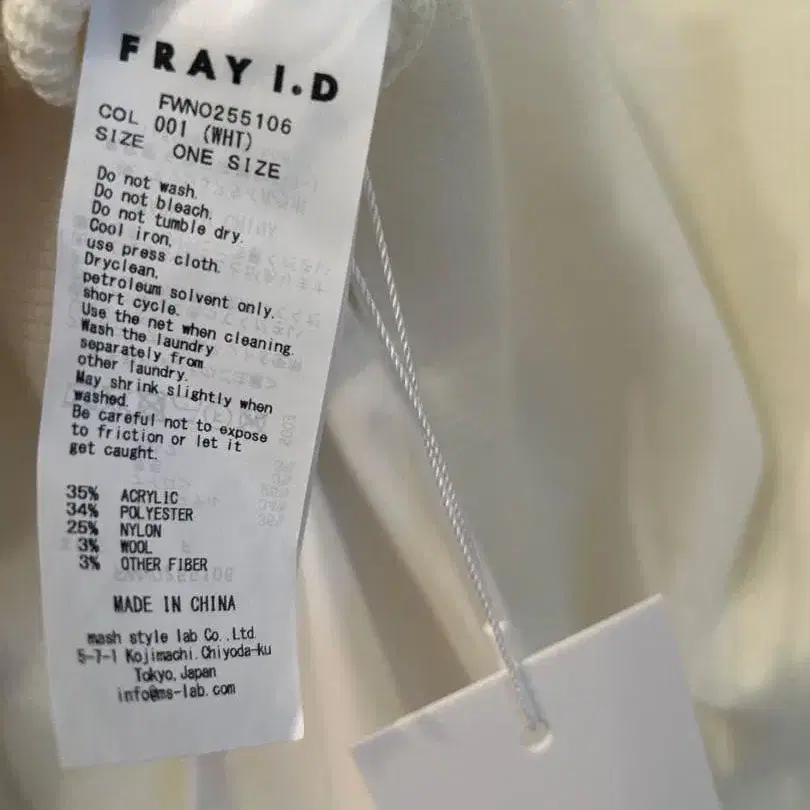 FRAY I.D
FWNO255106
COL 001 (WHT)
SIZE ONE SIZE
Do not wash.
Do not bleach.
Do not tumble dry.
Cool iron,
use press cloth.
Dryclean,
petroleum solvent only.
short cycle.
Use the net when cleaning.
Wash the laundry
separately from
other laundry.
May shrink slightly when
washed.
Be careful not to expose
to friction or let it
get caught.
35% ACRYLIC
34% POLYESTER
25% NYLON
3% WOOL
3% OTHER FIBER
MADE IN CHINA
mash style lab Co.,Ltd
5-7-1 Kojimachi.Chiyoda-ku
Tokyo,Japan
info@ms-lab.com